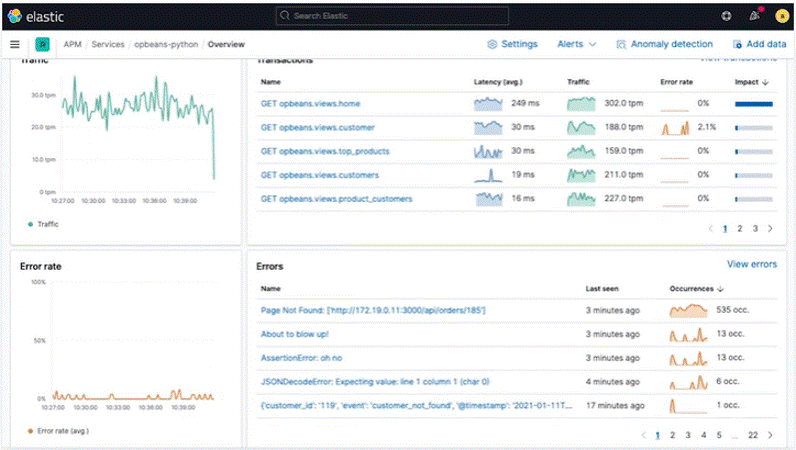 elastic
Search Elastic
a
APM / Services / opbeans-python / Overview
Settings
Alerts
Anomaly detection
Add data
Traffic
30.0 tpm
20.0 tpm
10.0 tpm
0 tpm
10:27:00 10:30:00 10:33:00 10:36:00 10:39:00
Traffic
Transactions
View transactions
Name Latency (avg.) Traffic Error rate Impact
GET opbeans.views.home 249 ms 302.0 tpm 0%
GET opbeans.views.customer 30 ms 188.0 tpm 2.1%
GET opbeans.views.top_products 30 ms 159.0 tpm 0%
GET opbeans.views.customers 19 ms 211.0 tpm 0%
GET opbeans.views.product_customers 16 ms 227.0 tpm 0%
1 2 3
Error rate
100%
50%
0%
10:27:00 10:30:00 10:33:00 10:36:00 10:39:00
Error rate (avg.)
Errors
View errors
Name Last seen Occurrences
Page Not Found: ['http://172.19.0.11:3000/api/orders/185'] 3 minutes ago 535 occ.
About to blow up! 3 minutes ago 13 occ.
AssertionError: oh no 3 minutes ago 13 occ.
JSONDecodeError: Expecting value: line 1 column 1 (char 0) 4 minutes ago 6 occ.
{'customer_id': '119', 'event': 'customer_not_found', '@timestamp': '2021-01-11T... 17 minutes ago 1 occ.
1 2 3 4 5 ... 22